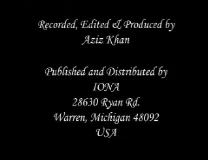 Recorded, Edited & Produced by
Aziz Khan
Published and Distributed by
IONA
28630 Ryan Rd.
Warren, Michigan 48092
USA